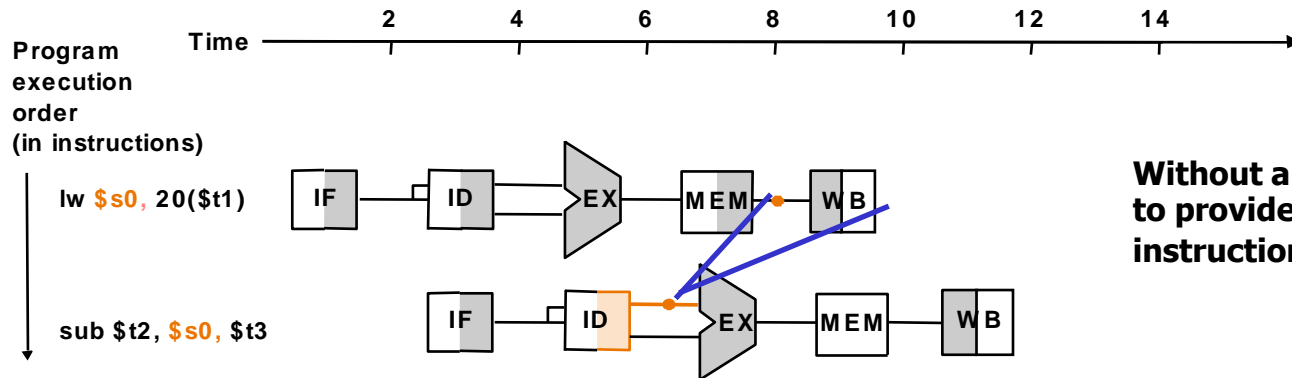 2 4 6 8 10 12 14
Time
Program
execution
order
(in instructions)
lw $s0, 20($t1)
IF ID EX MEM WB
Without a
to provide
instruction
sub $t2, $s0, $t3
IF ID EX MEM WB